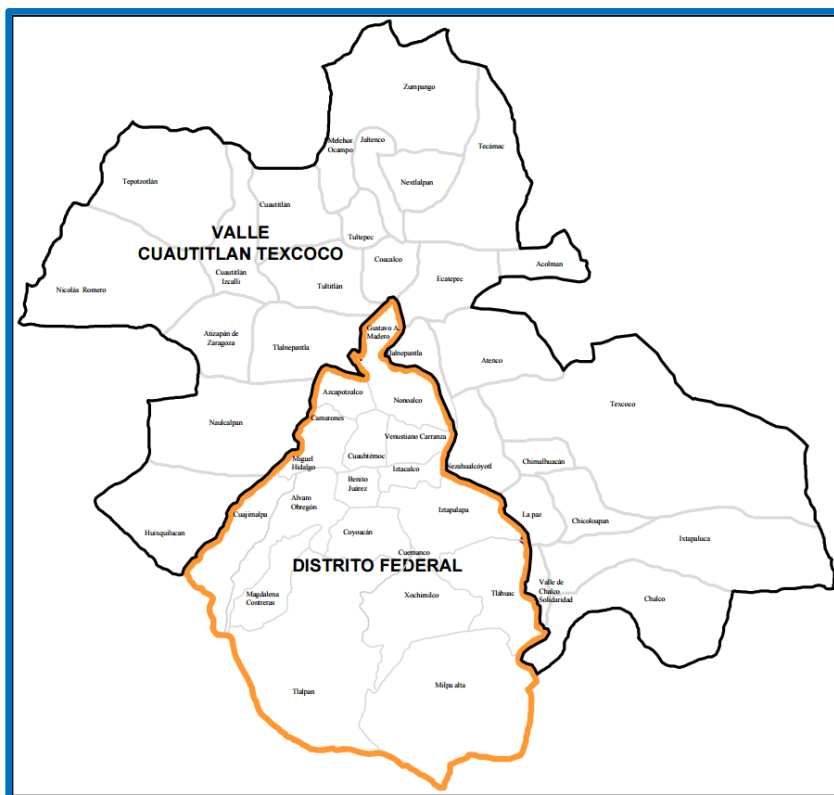 Zumpango
Melchor
Ocampo
Jaltenco
Tecámac
Tepotzotlán
Nextlalpan
Cuautitlán
VALLE
CUAUTITLAN TEXCOCO
Tultepec
Coacalco
Acolman
Cuautitlán
Izcalli
Ecatepec
Nicolás Romero
Tultitlán
Gustavo A.
Madero
Atizapán de
Zaragoza
Tlalnepantla
Tlalnepantla
Atenco
Azcapotzalco
Nonoalco
Texcoco
Naulcalpan
Camarones
Venustiano Carranza
Cuauhtémoc
Miguel
Hidalgo
Iztacalco
Nezahualcóyotl
Chimalhuacán
Benito
Juárez
Alvaro
Obregón
Iztapalapa
Cuajimalpa
La paz
Chicoloapan
Huixquilucan
Coyoacán
Ixtapaluca
Cuemanco
DISTRITO FEDERAL
Valle de
Chalco
Solidaridad
Magdalena
Contreras
Xochimilco
Tláhuac
Chalco
Tlalpan
Milpa alta